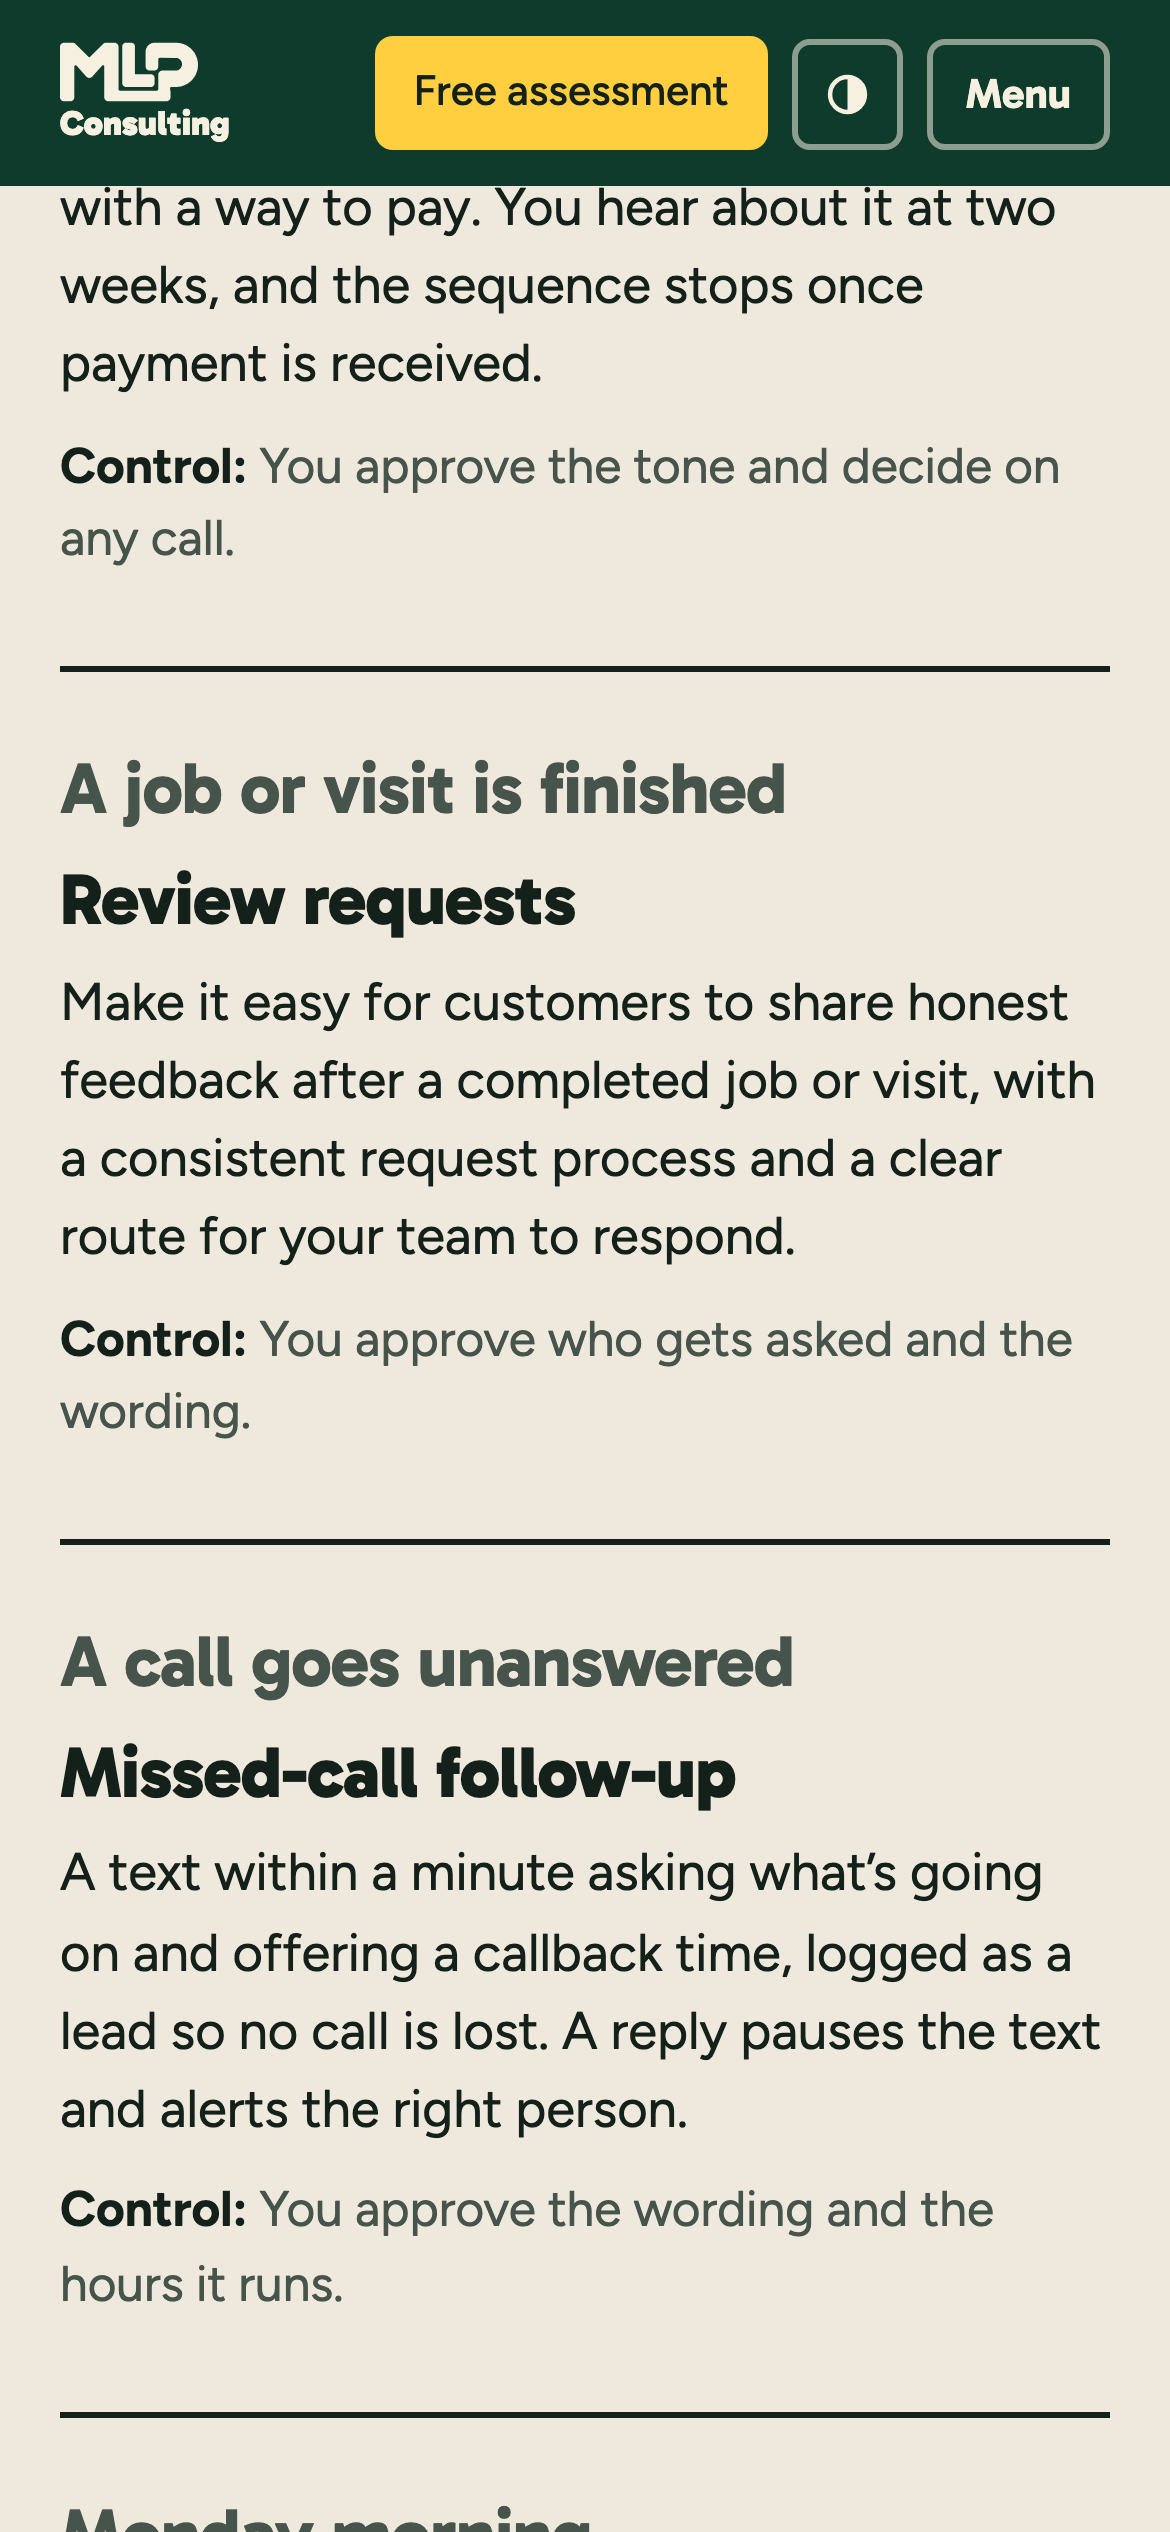 MLP
Consulting
Free assessment
Menu
with a way to pay. You hear about it at two
weeks, and the sequence stops once
payment is received.
Control: You approve the tone and decide on
any call.
A job or visit is finished
Review requests
Make it easy for customers to share honest
feedback after a completed job or visit, with
a consistent request process and a clear
route for your team to respond.
Control: You approve who gets asked and the
wording.
A call goes unanswered
Missed-call follow-up
A text within a minute asking what’s going
on and offering a callback time, logged as a
lead so no call is lost. A reply pauses the text
and alerts the right person.
Control: You approve the wording and the
hours it runs.
Monday morning